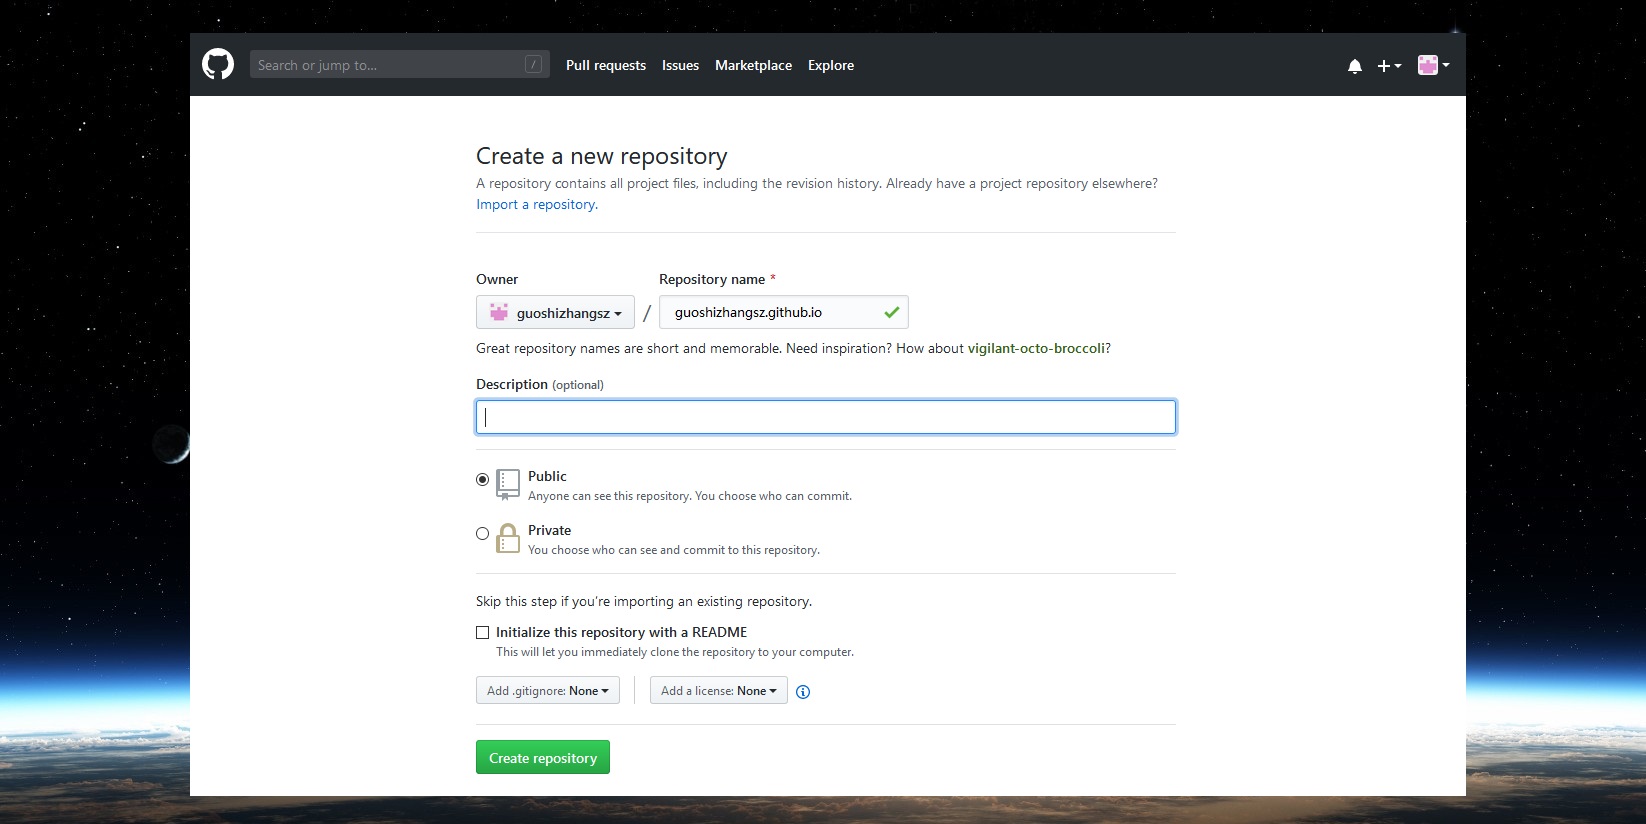 Search or jump to... / Pull requests Issues Marketplace Explore
Create a new repository
A repository contains all project files, including the revision history. Already have a project repository elsewhere?
Import a repository.
Owner Repository name *
guoshizhangsz / guoshizhangsz.github.io
Great repository names are short and memorable. Need inspiration? How about vigilant-octo-broccoli?
Description (optional)
Public
Anyone can see this repository. You choose who can commit.
Private
You choose who can see and commit to this repository.
Skip this step if you’re importing an existing repository.
Initialize this repository with a README
This will let you immediately clone the repository to your computer.
Add .gitignore: None Add a license: None
Create repository